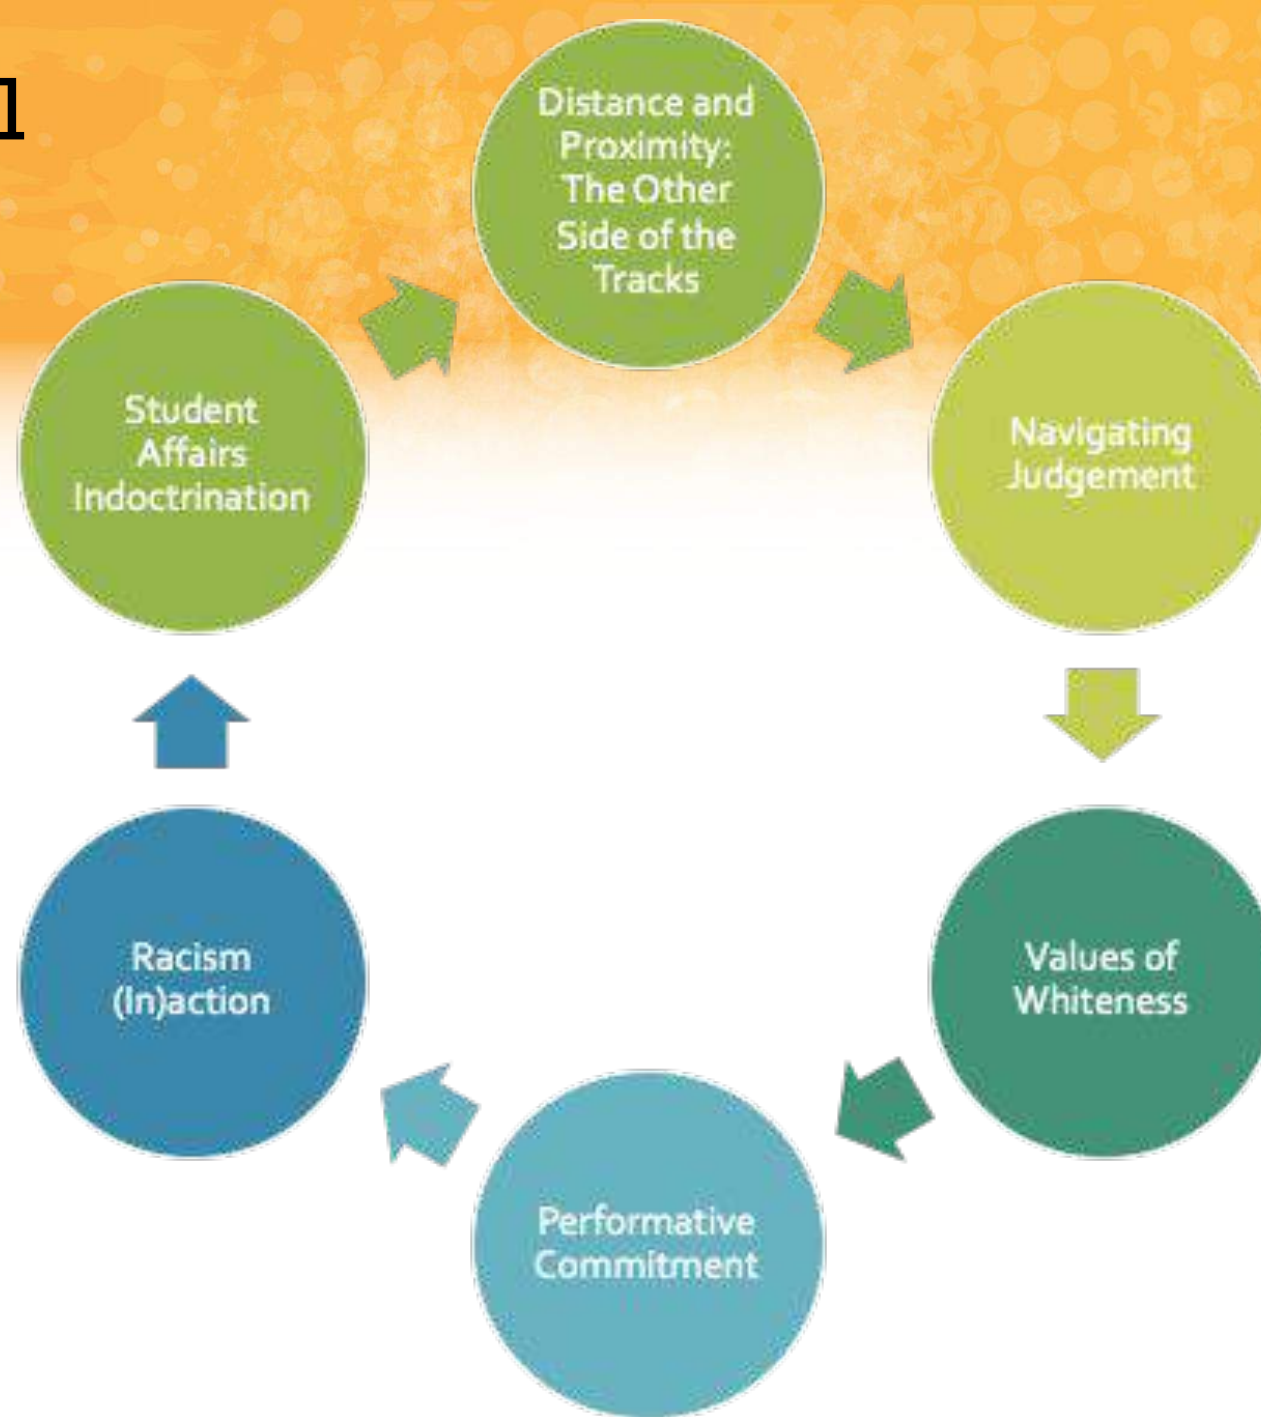 1
Distance and
Proximity:
The Other
Side of the
Tracks
Navigating
Judgement
Values of
Whiteness
Performative
Commitment
Racism
(In)action
Student
Affairs
Indoctrination